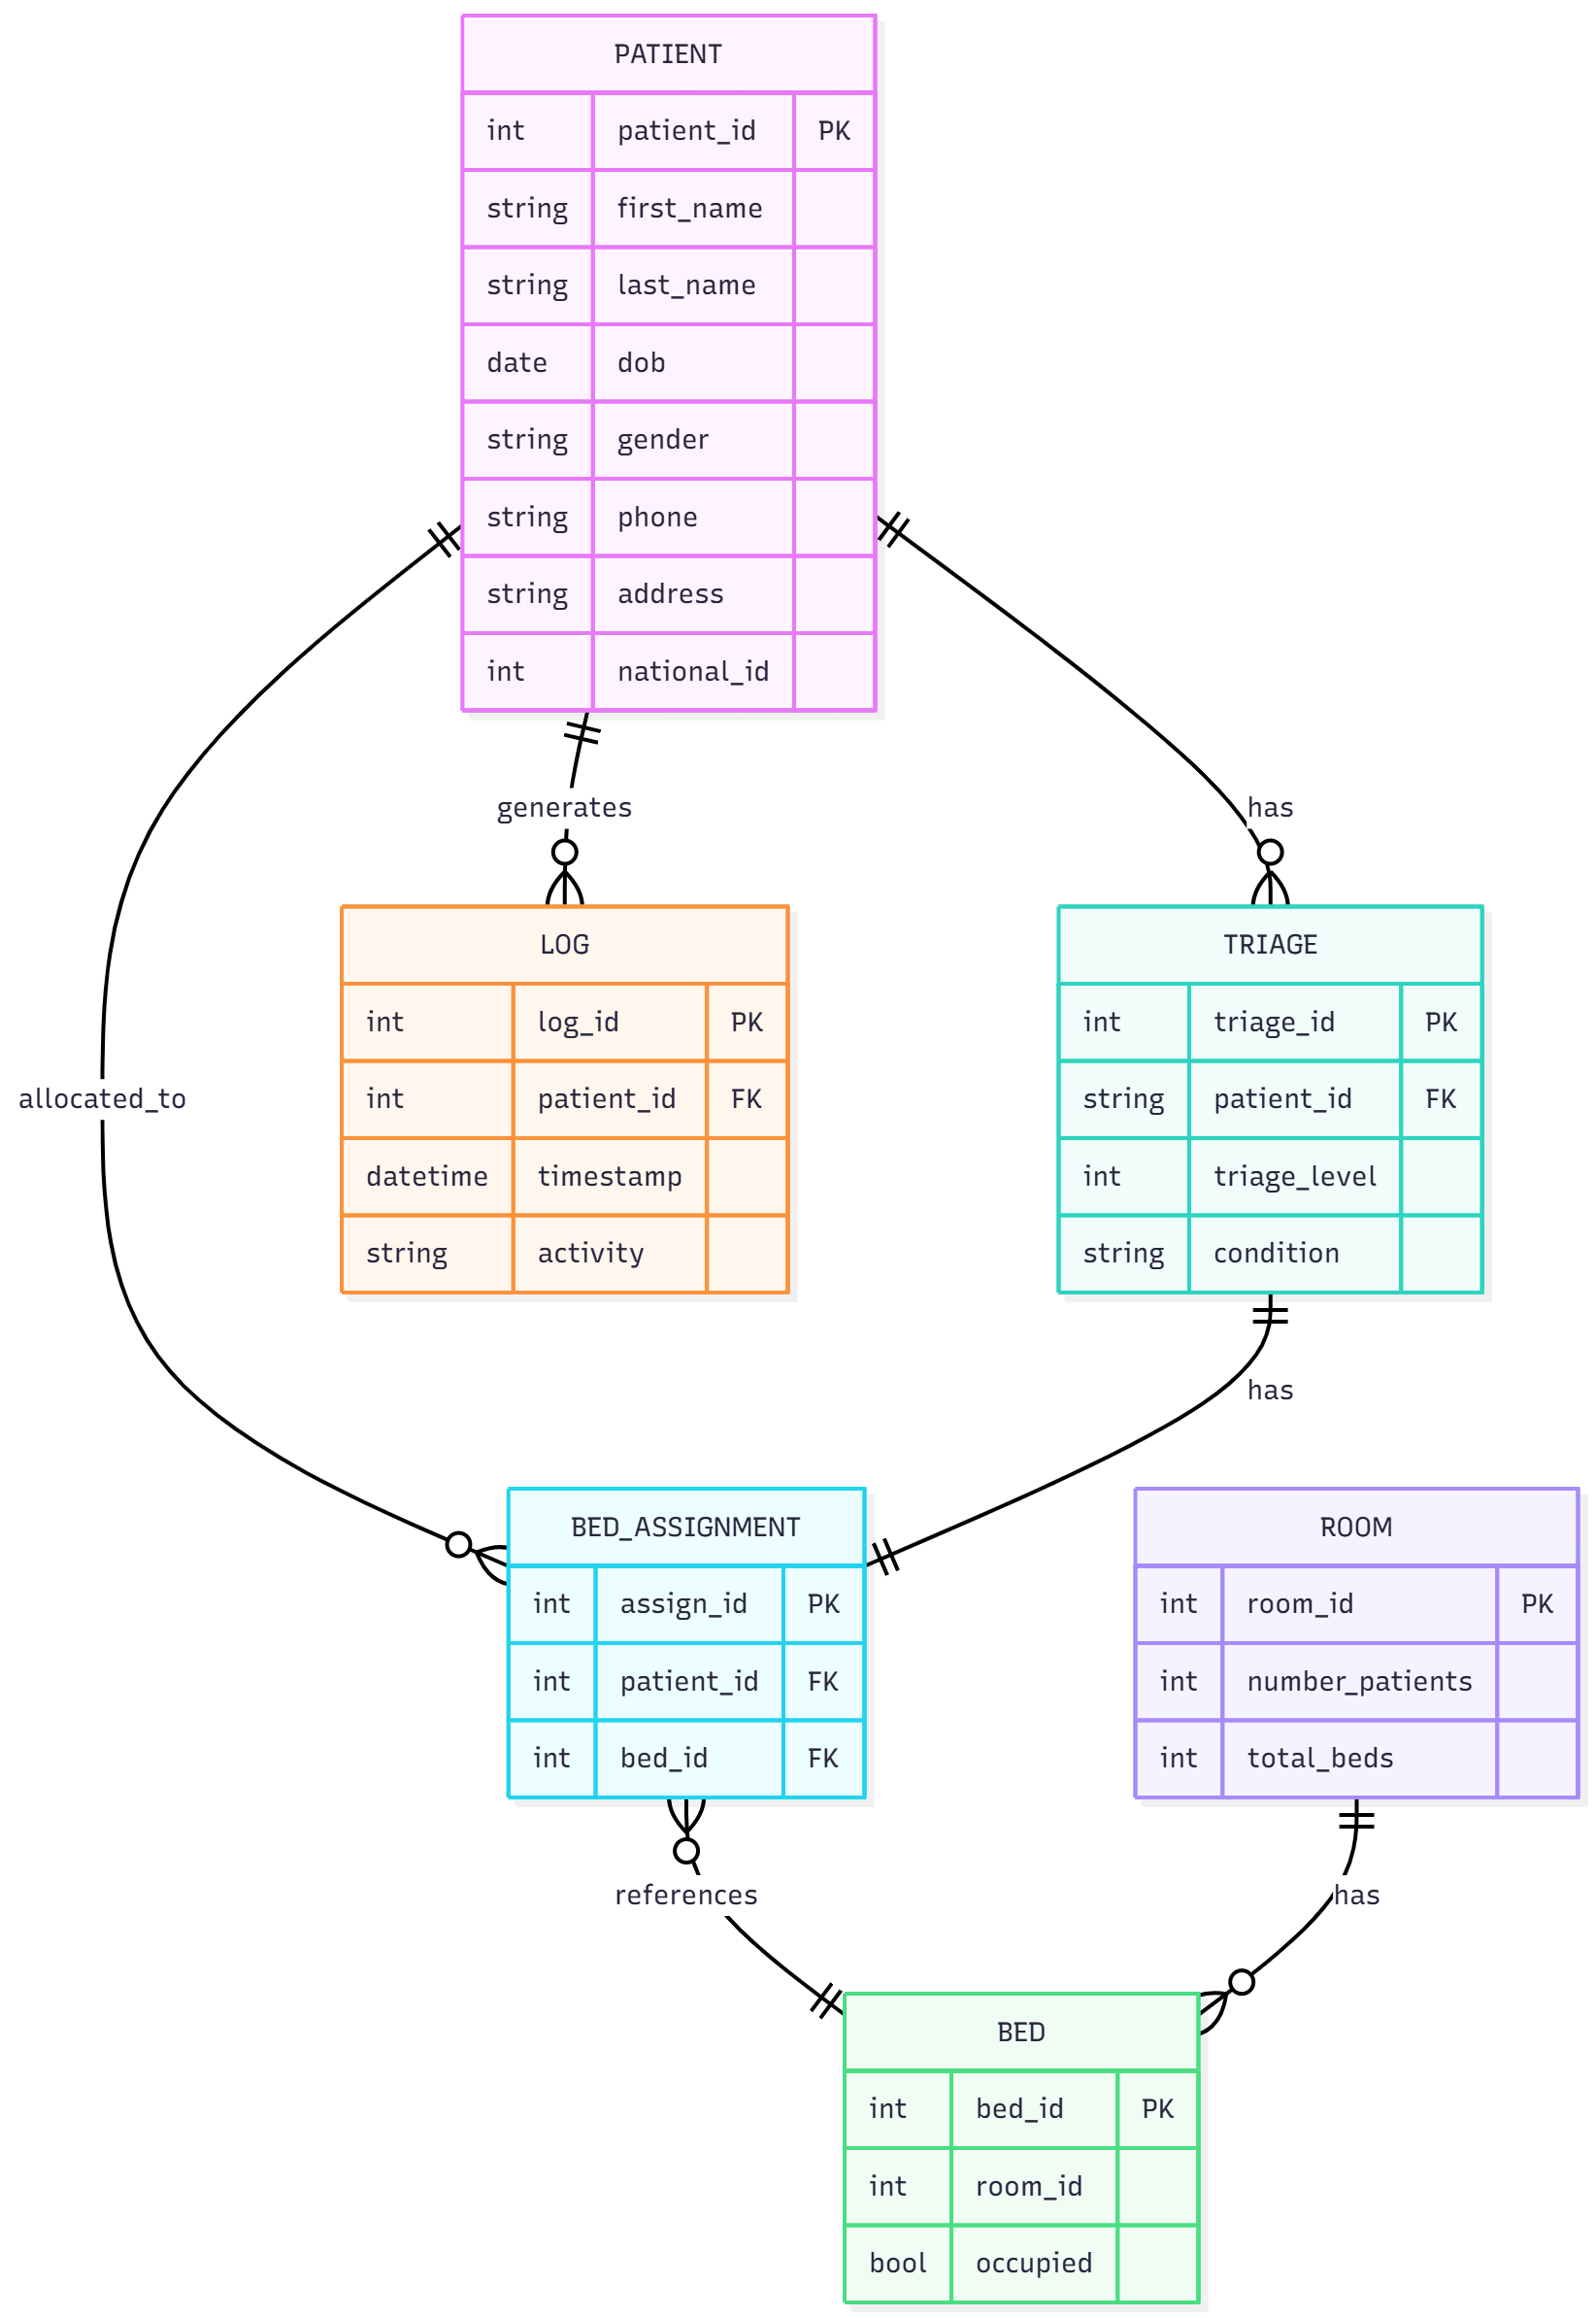 PATIENT
int patient_id PK
string first_name
string last_name
date dob
string gender
string phone
string address
int national_id
generates
has
LOG
int log_id PK
int patient_id FK
datetime timestamp
string activity
TRIAGE
int triage_id PK
string patient_id FK
int triage_level
string condition
allocated_to
has
BED_ASSIGNMENT
int assign_id PK
int patient_id FK
int bed_id FK
ROOM
int room_id PK
int number_patients
int total_beds
references
has
BED
int bed_id PK
int room_id
bool occupied